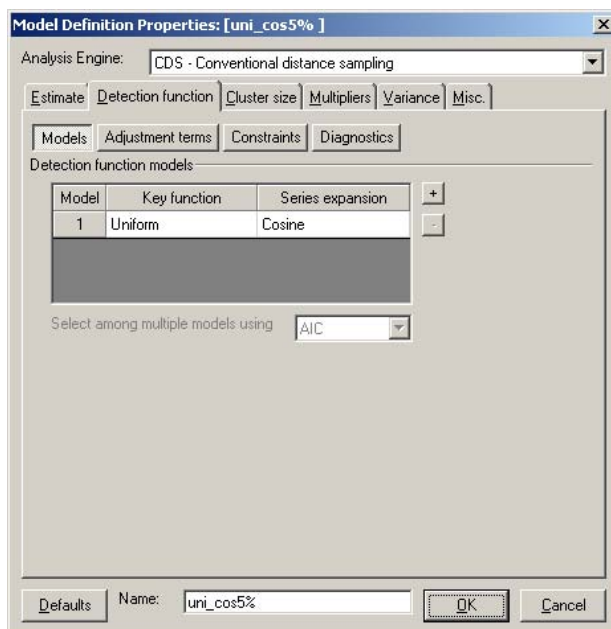 Model Definition Properties: [uni_cos5% ]
Analysis Engine: CDS - Conventional distance sampling
Estimate Detection function Cluster size Multipliers Variance Misc.
Models Adjustment terms Constraints Diagnostics
Detection function models
Model Key function Series expansion +
1 Uniform Cosine -
Select among multiple models using AIC
Defaults Name: uni_cos5% OK Cancel